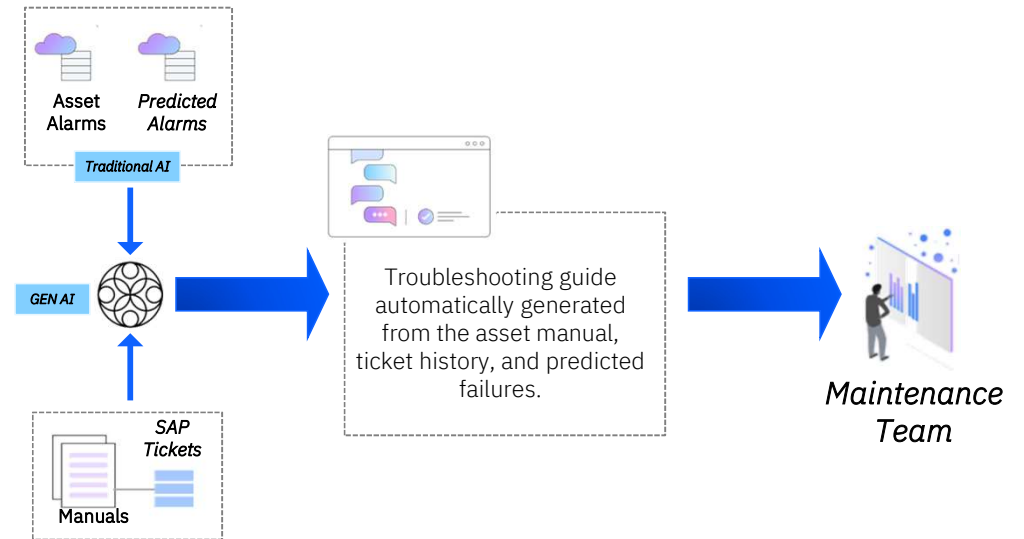 Asset
Alarms
Predicted
Alarms
Traditional AI
GEN AI
Troubleshooting guide
automatically generated
from the asset manual,
ticket history, and predicted
failures.
Maintenance
Team
SAP
Tickets
Manuals